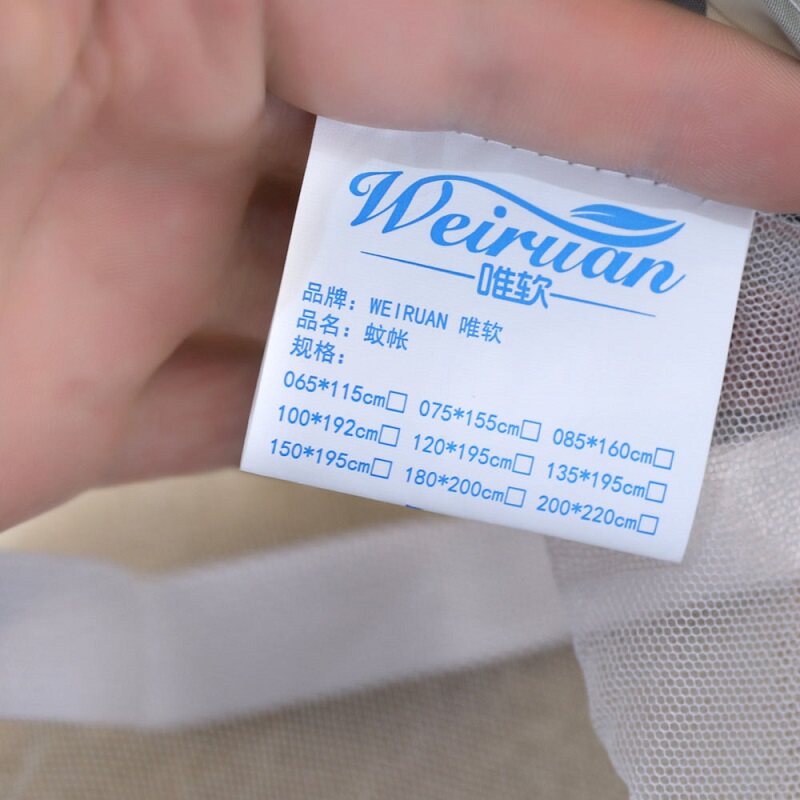 Weiruan
唯软
品牌：WEIRUAN 唯软
品名：蚊帐
规格：
065*115cm□ 075*155cm□ 085*160cm□
100*192cm□ 120*195cm□ 135*195cm□
150*195cm□ 180*200cm□ 200*220cm□